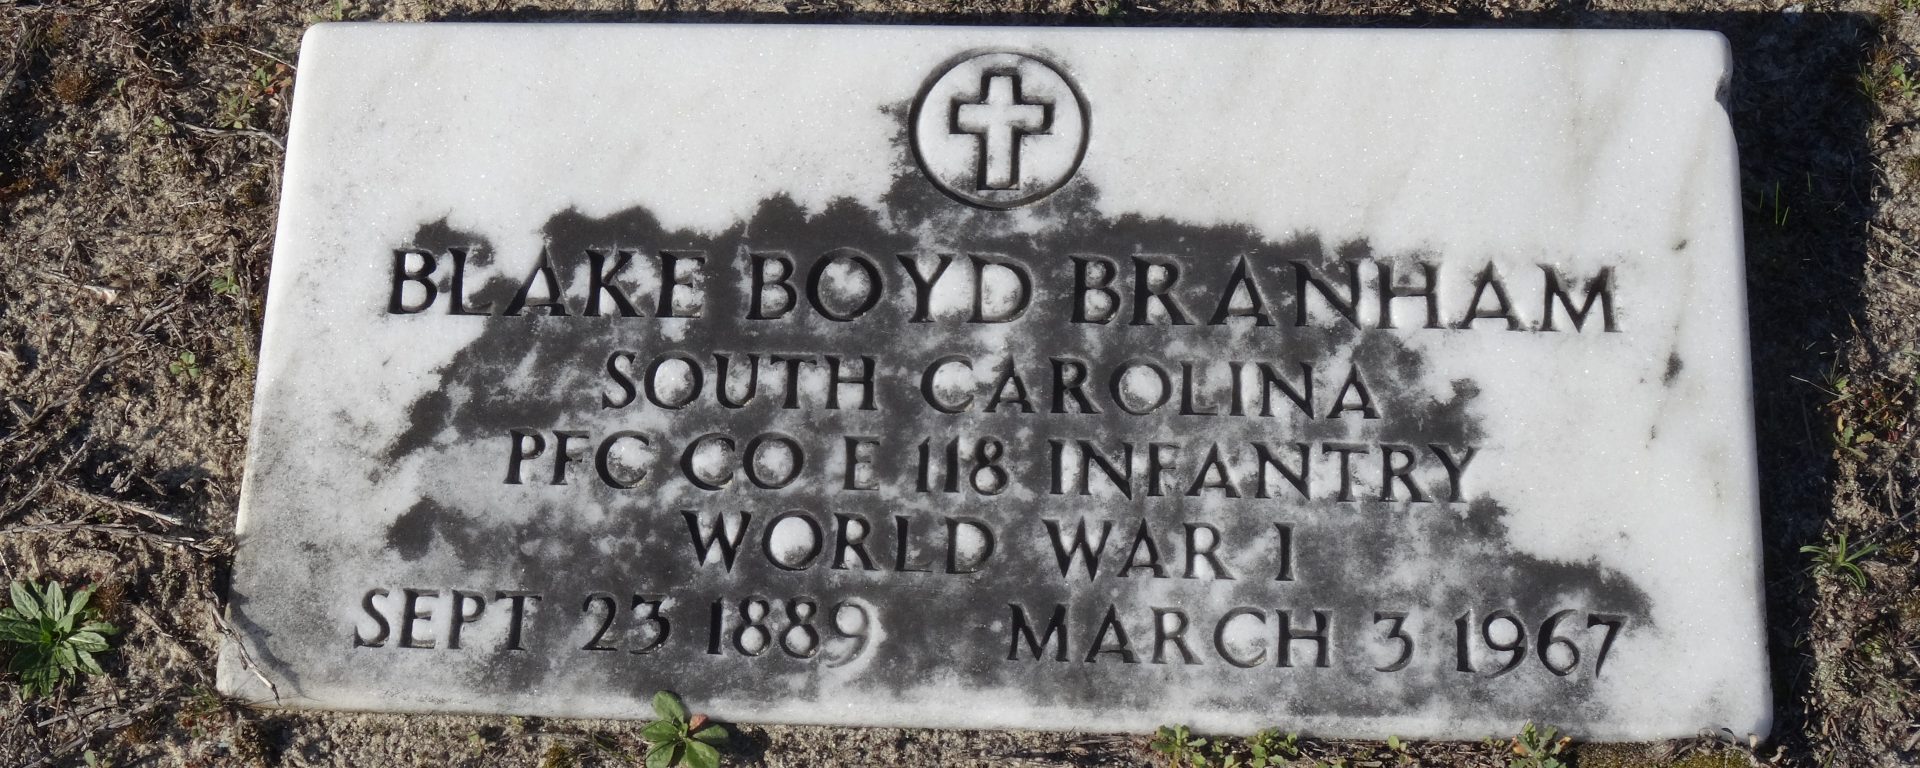 BLAKE BOYD BRANHAM
SOUTH CAROLINA
PFC CO E 118 INFANTRY
WORLD WAR I
SEPT 23 1889 MARCH 3 1967